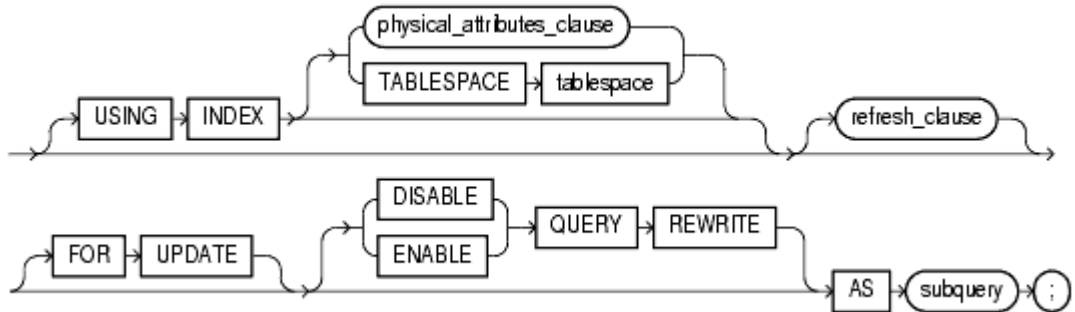 physical_attributes_clause
TABLESPACE tablespace
USING INDEX
refresh_clause
DISABLE
QUERY REWRITE
FOR UPDATE
ENABLE
AS subquery ;